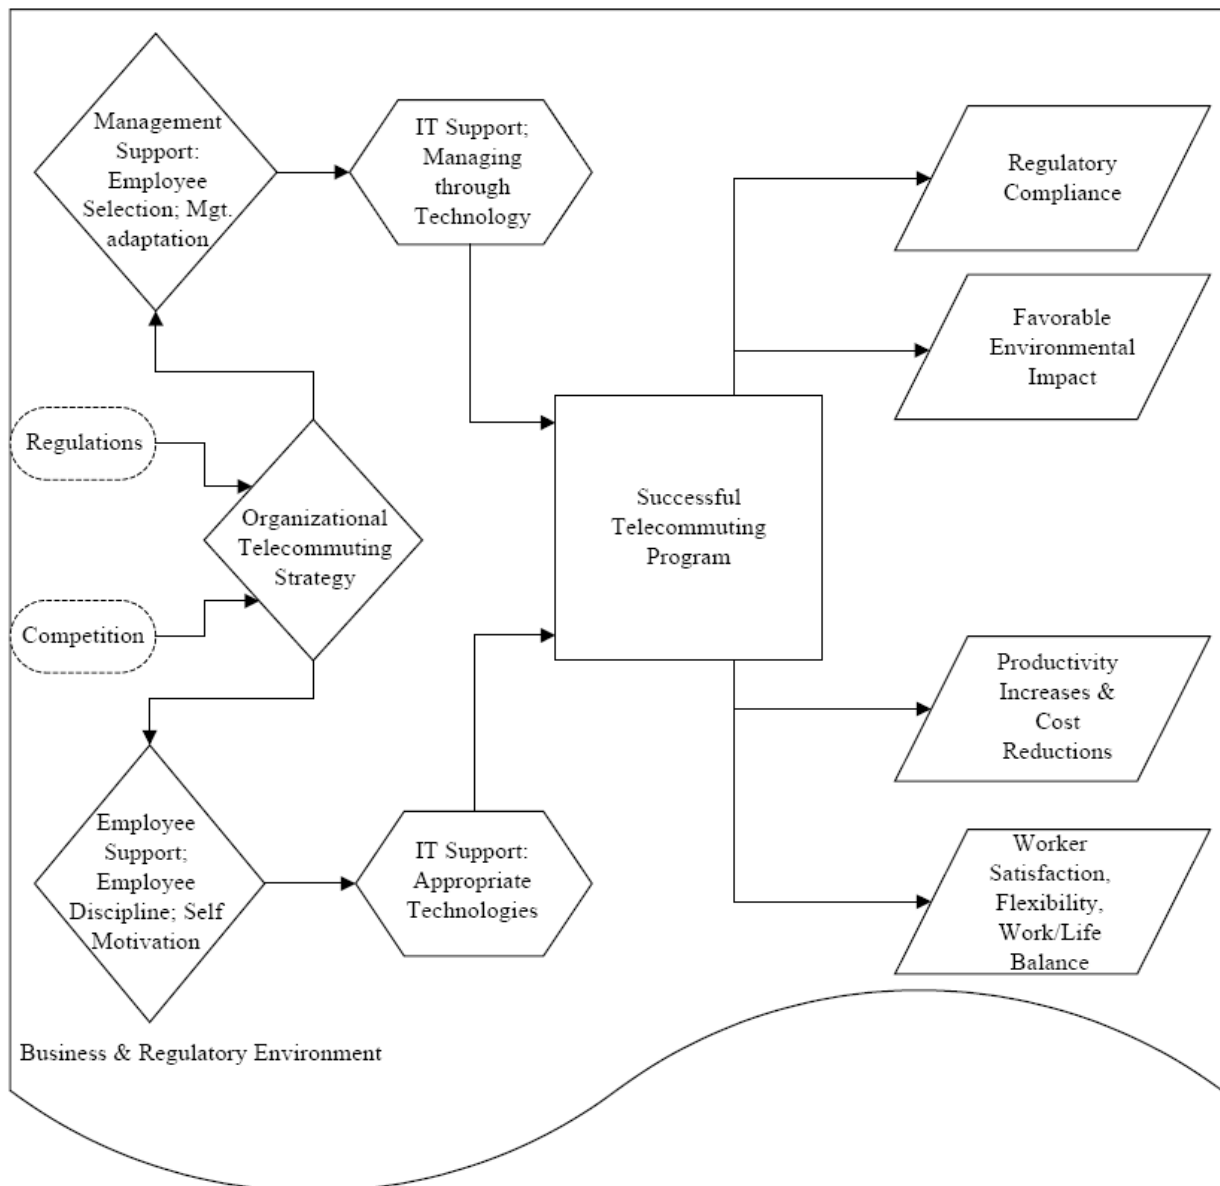 Management
Support:
Employee
Selection; Mgt.
adaptation
IT Support;
Managing
through
Technology
Regulatory
Compliance
Favorable
Environmental
Impact
Regulations
Organizational
Telecommuting
Strategy
Competition
Successful
Telecommuting
Program
Productivity
Increases &
Cost
Reductions
Employee
Support;
Employee
Discipline; Self
Motivation
IT Support:
Appropriate
Technologies
Worker
Satisfaction,
Flexibility,
Work/Life
Balance
Business & Regulatory Environment